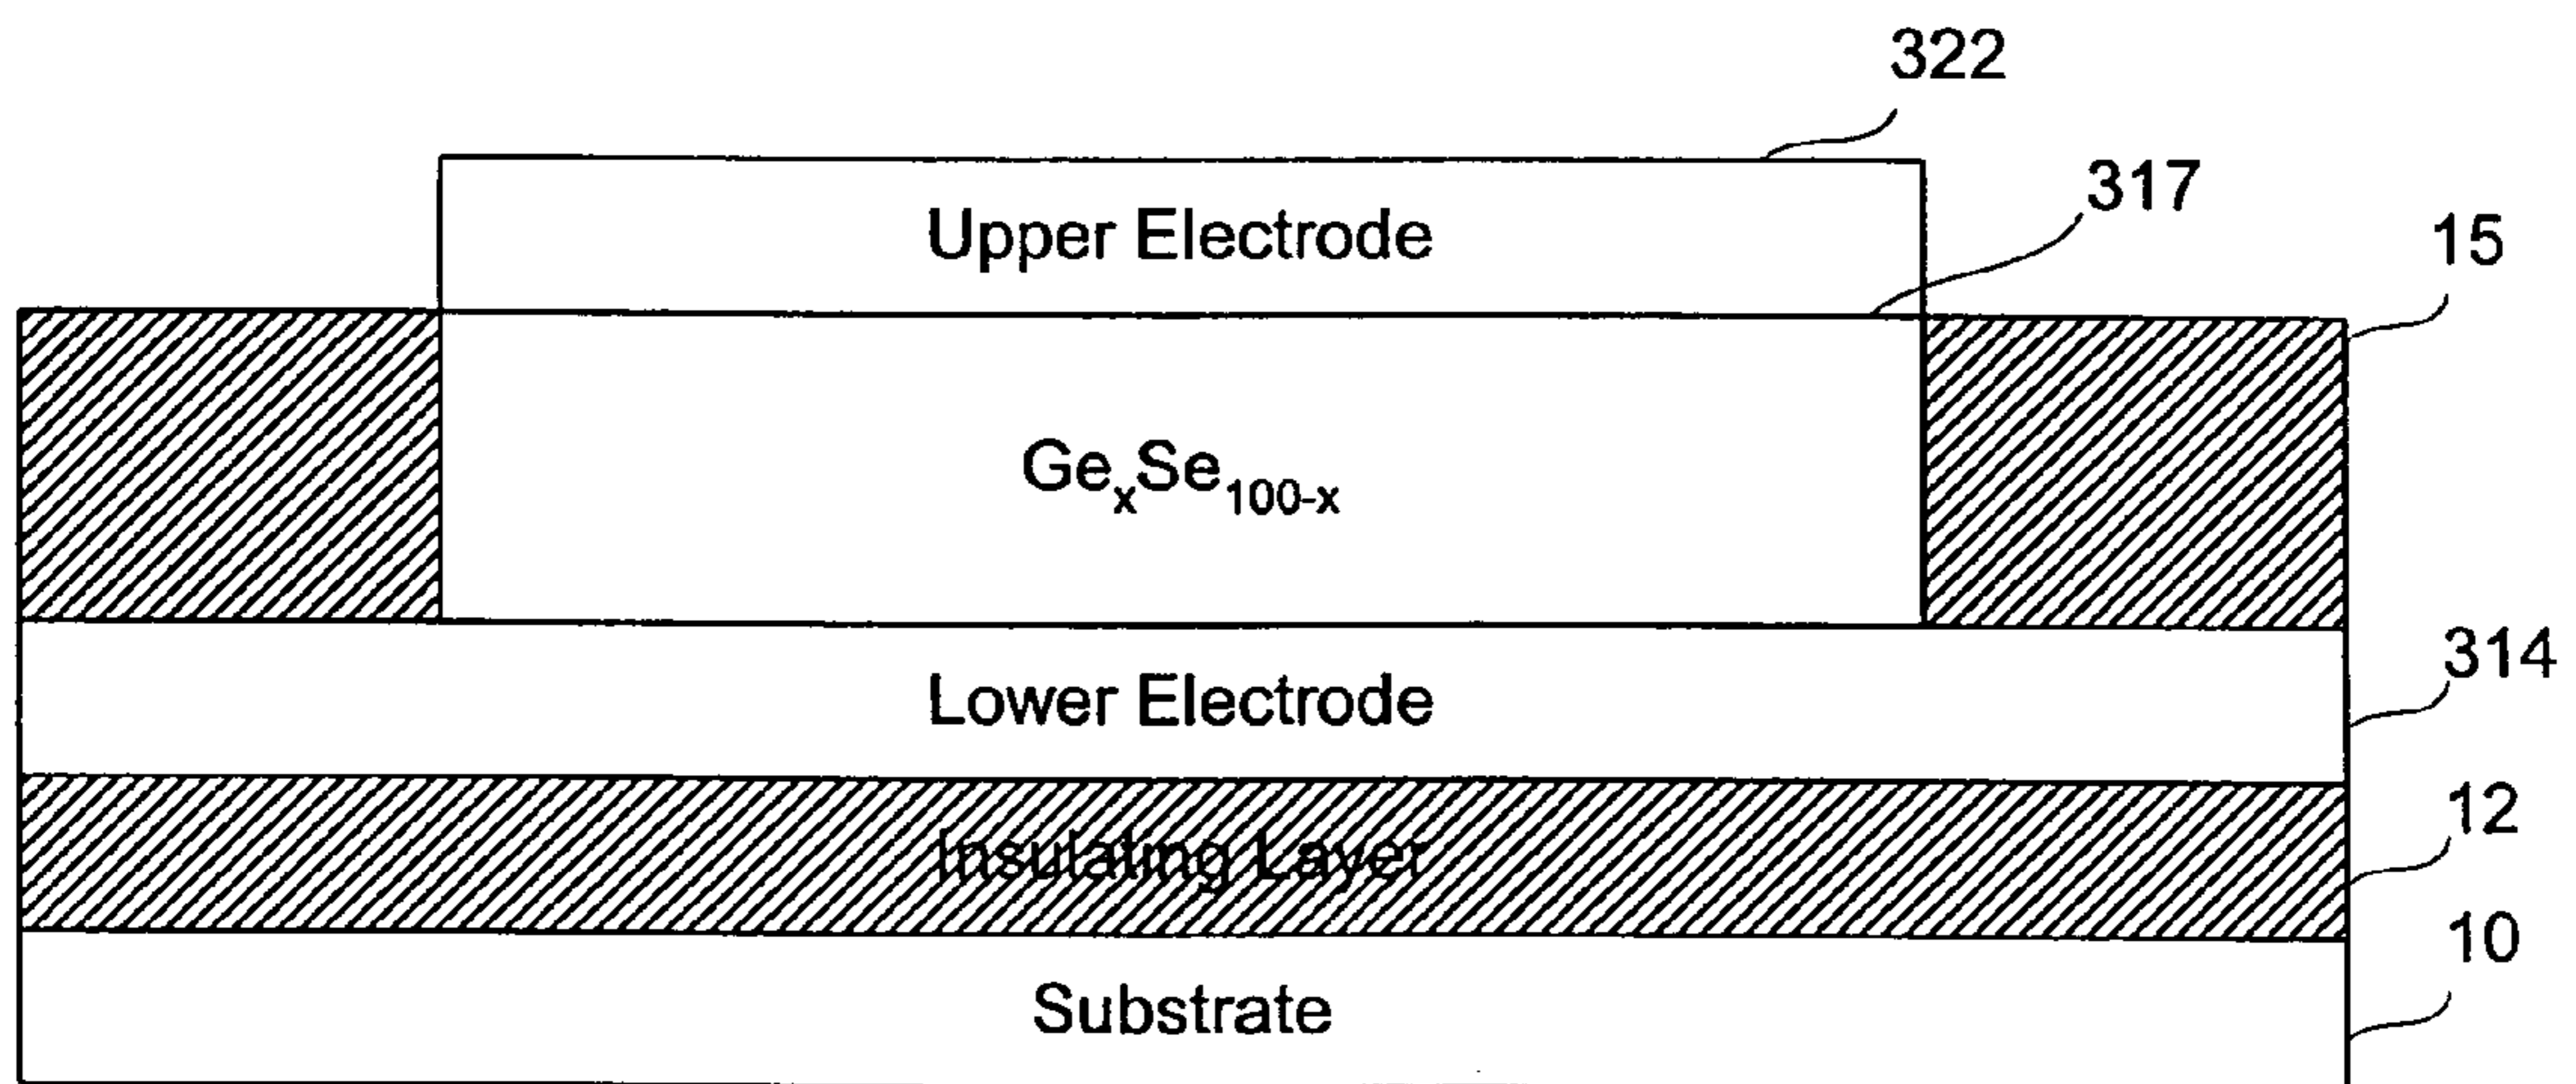 322
317
15
Upper Electrode
GeₓSe₁₀₀₋ₓ
314
Lower Electrode
12
Insulating Layer
10
Substrate